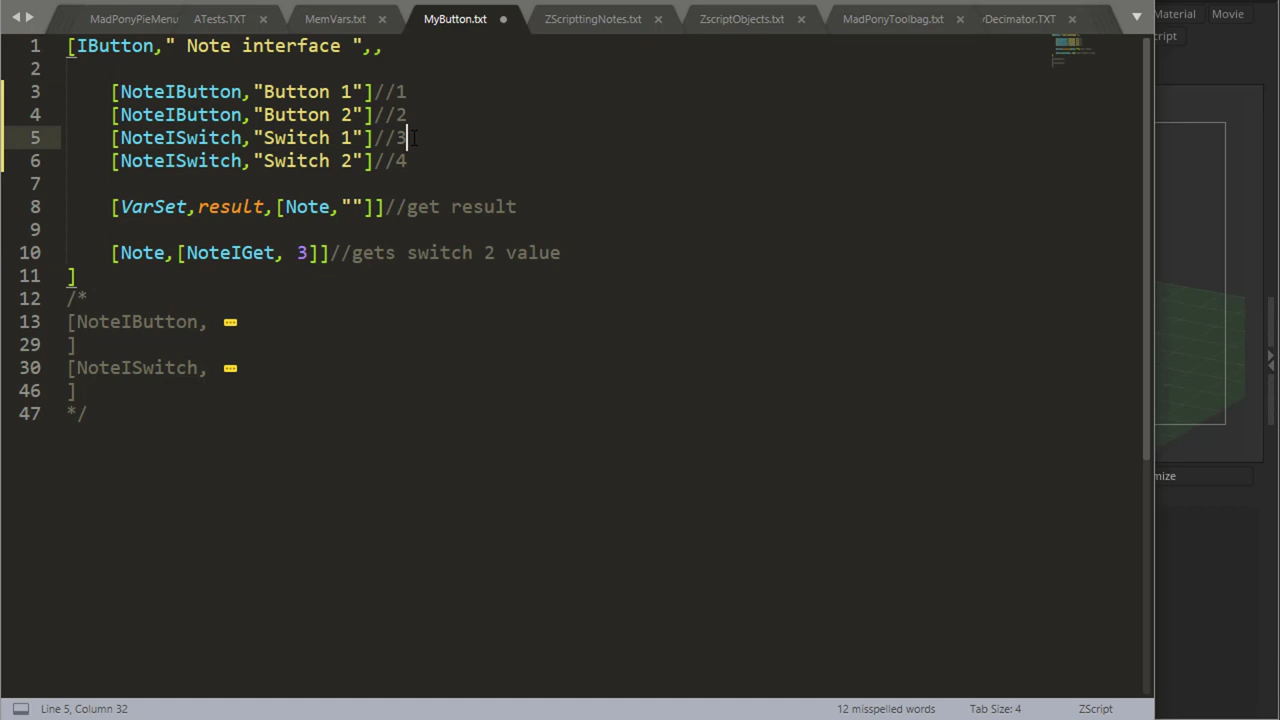 MadPonyPieMenu ATests.TXT MemVars.txt MyButton.txt ZScripttingNotes.txt ZscriptObjects.txt MadPonyToolbag.txt yDecimator.TXT Material Movie
cript
1 [IButton," Note interface ",,
2
3 [NoteIButton,"Button 1"]//1
4 [NoteIButton,"Button 2"]//2
5 [NoteISwitch,"Switch 1"]//3
6 [NoteISwitch,"Switch 2"]//4
7
8 [VarSet,result,[Note,""]]//get result
9
10 [Note,[NoteIGet, 3]]//gets switch 2 value
11 ]
12 /*
13 [NoteIButton,
29 ]
30 [NoteISwitch,
46 ]
47 */
mize
Line 5, Column 32 12 misspelled words Tab Size: 4 ZScript